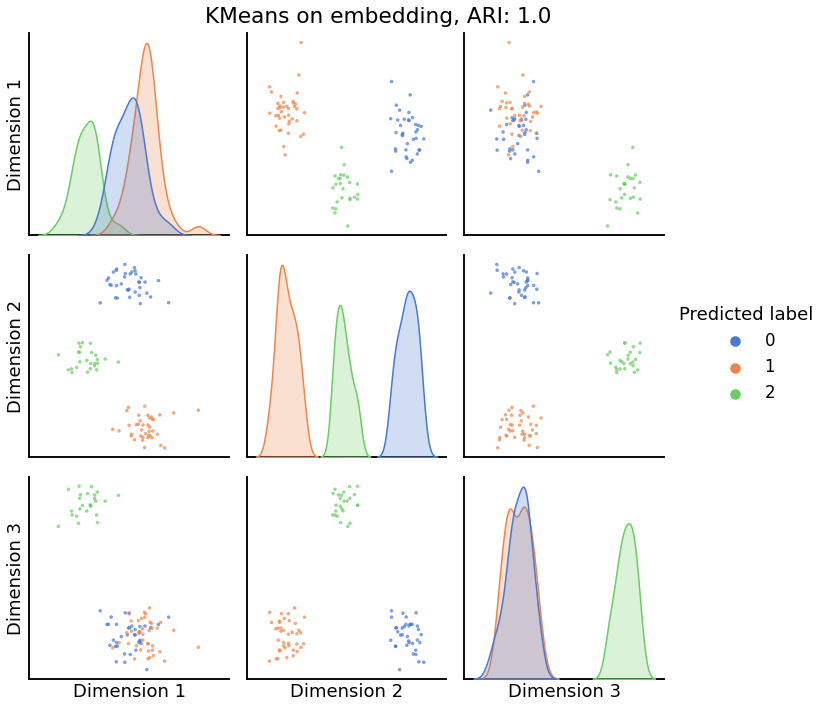 KMeans on embedding, ARI: 1.0
Dimension 1
Dimension 2
Predicted label
0
1
2
Dimension 3
Dimension 1
Dimension 2
Dimension 3